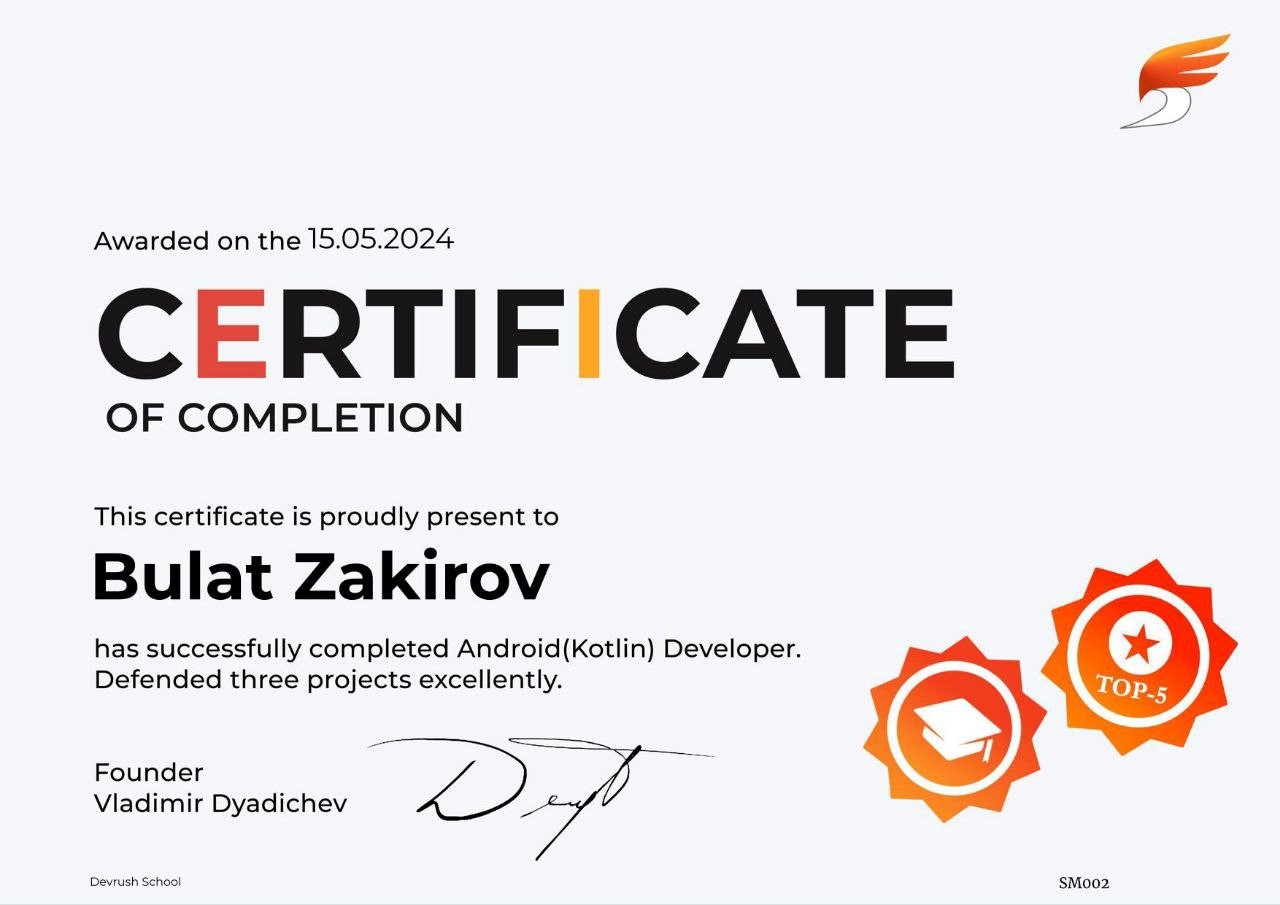 Awarded on the 15.05.2024
CERTIFICATE
OF COMPLETION
This certificate is proudly present to
Bulat Zakirov
has successfully completed Android(Kotlin) Developer.
Defended three projects excellently.
TOP-5
Founder
Vladimir Dyadichev
Devrush School
SM002